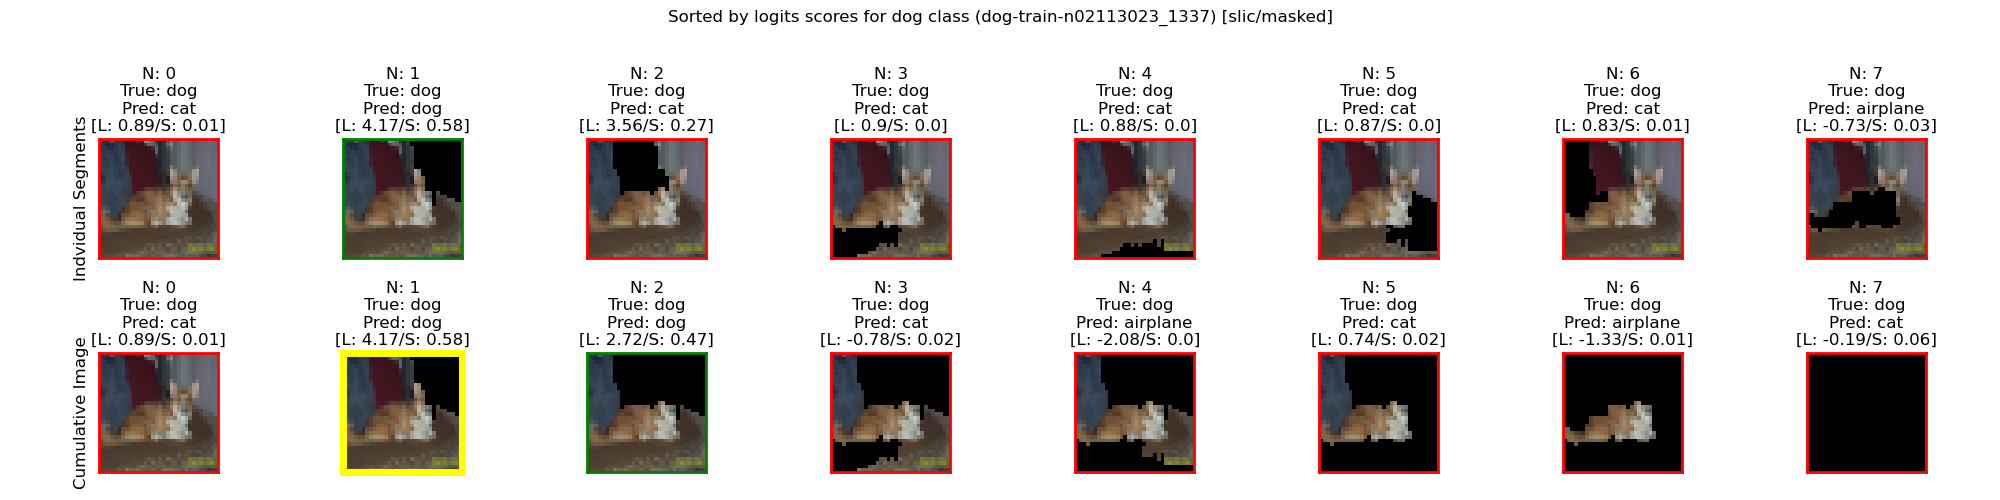 Sorted by logits scores for dog class (dog-train-n02113023_1337) [slic/masked]
Individual Segments
N: 0
True: dog
Pred: cat
[L: 0.89/S: 0.01]
N: 1
True: dog
Pred: dog
[L: 4.17/S: 0.58]
N: 2
True: dog
Pred: cat
[L: 3.56/S: 0.27]
N: 3
True: dog
Pred: cat
[L: 0.9/S: 0.0]
N: 4
True: dog
Pred: cat
[L: 0.88/S: 0.0]
N: 5
True: dog
Pred: cat
[L: 0.87/S: 0.0]
N: 6
True: dog
Pred: cat
[L: 0.83/S: 0.01]
N: 7
True: dog
Pred: airplane
[L: -0.73/S: 0.03]
Cumulative Image
N: 0
True: dog
Pred: cat
[L: 0.89/S: 0.01]
N: 1
True: dog
Pred: dog
[L: 4.17/S: 0.58]
N: 2
True: dog
Pred: dog
[L: 2.72/S: 0.47]
N: 3
True: dog
Pred: cat
[L: -0.78/S: 0.02]
N: 4
True: dog
Pred: airplane
[L: -2.08/S: 0.0]
N: 5
True: dog
Pred: cat
[L: 0.74/S: 0.02]
N: 6
True: dog
Pred: airplane
[L: -1.33/S: 0.01]
N: 7
True: dog
Pred: cat
[L: -0.19/S: 0.06]